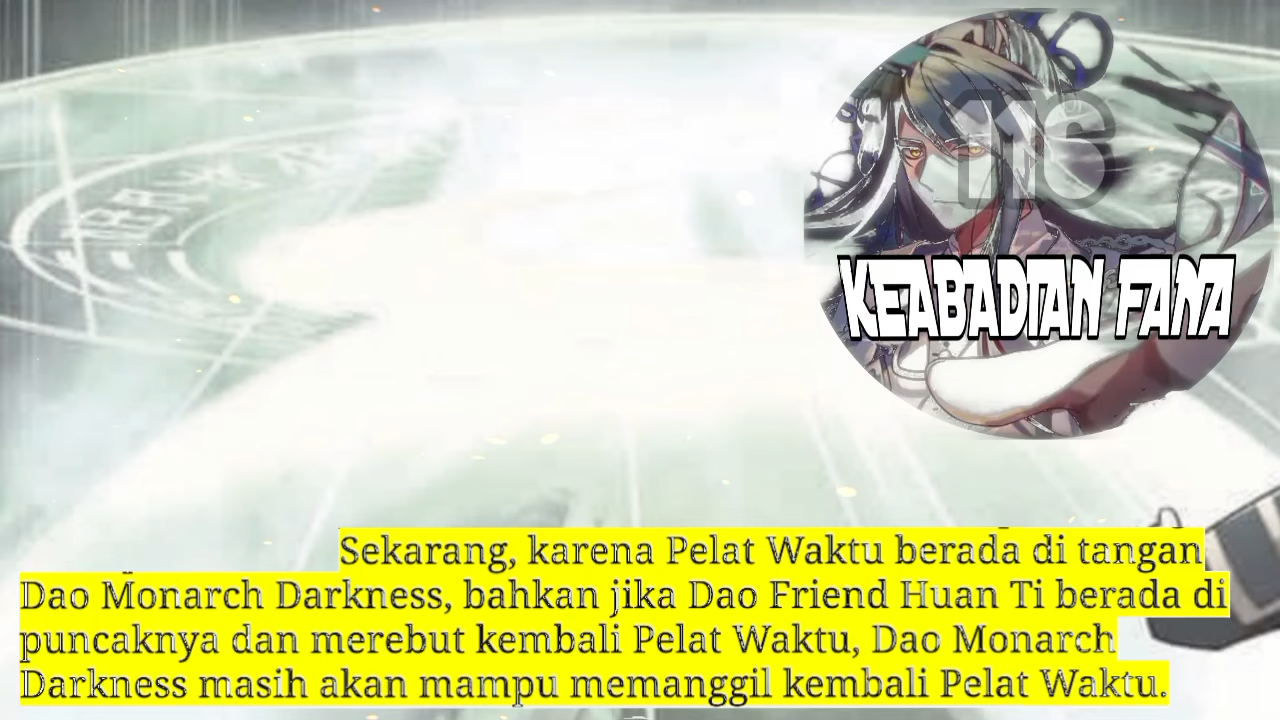 116
KEABADIAN FANA
Sekarang, karena Pelat Waktu berada di tangan
Dao Monarch Darkness, bahkan jika Dao Friend Huan Ti berada di
puncaknya dan merebut kembali Pelat Waktu, Dao Monarch
Darkness masih akan mampu memanggil kembali Pelat Waktu.